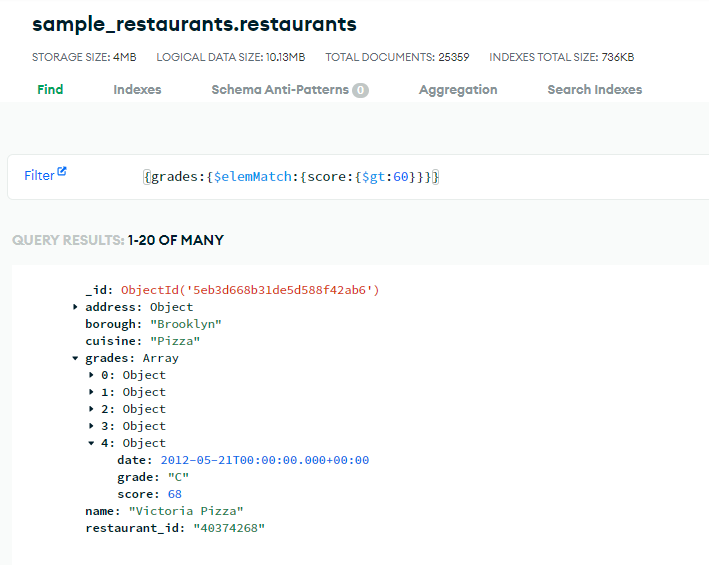 sample_restaurants.restaurants
STORAGE SIZE: 4MB LOGICAL DATA SIZE: 10.13MB TOTAL DOCUMENTS: 25359 INDEXES TOTAL SIZE: 736KB
Find Indexes Schema Anti-Patterns 0 Aggregation Search Indexes
Filter {grades:{$elemMatch:{score:{$gt:60}}}}
QUERY RESULTS: 1-20 OF MANY
_id: ObjectId('5eb3d668b31de5d588f42ab6')
address: Object
borough: "Brooklyn"
cuisine: "Pizza"
grades: Array
0: Object
1: Object
2: Object
3: Object
4: Object
date: 2012-05-21T00:00:00.000+00:00
grade: "C"
score: 68
name: "Victoria Pizza"
restaurant_id: "40374268"